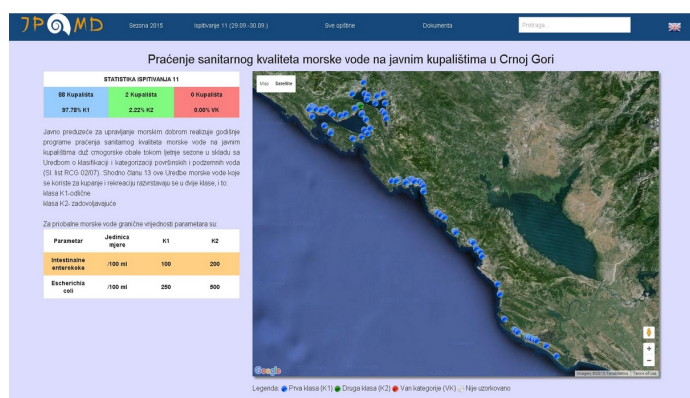 JPMD
Sezona 2015
Ispitivanje 11 (29.09.-30.09.)
Sve opštine
Dokumenta
Pretraga...
Praćenje sanitarnog kvaliteta morske vode na javnim kupalištima u Crnoj Gori
STATISTIKA ISPITIVANJA 11
88 Kupališta 2 Kupališta 0 Kupališta
97.78% K1 2.22% K2 0.00% VK
Javno preduzeće za upravljanje morskim dobrom realizuje godišnje
programe praćenja sanitarnog kvaliteta morske vode na javnim
kupalištima duž crnogorske obale tokom ljetnje sezone u skladu sa
Uredbom o klasifikaciji i kategorizaciji površinskih i podzemnih voda
(Sl. list RCG 02/07). Shodno članu 13 ove Uredbe morske vode koje
se koriste za kupanje i rekreaciju razvrstavaju se u dvije klase, i to:
klasa K1-odlične
klasa K2- zadovoljavajuće
Za priobalne morske vode granične vrijednosti parametara su:
Parametar Jedinica mjere K1 K2
Intestinalne enterokoke /100 ml 100 200
Escherichia coli /100 ml 250 500
Map Satellite
Google
Terms of Use
Legenda: Prva klasa (K1) Druga klasa (K2) Van kategorije (VK) Nije uzorkovano